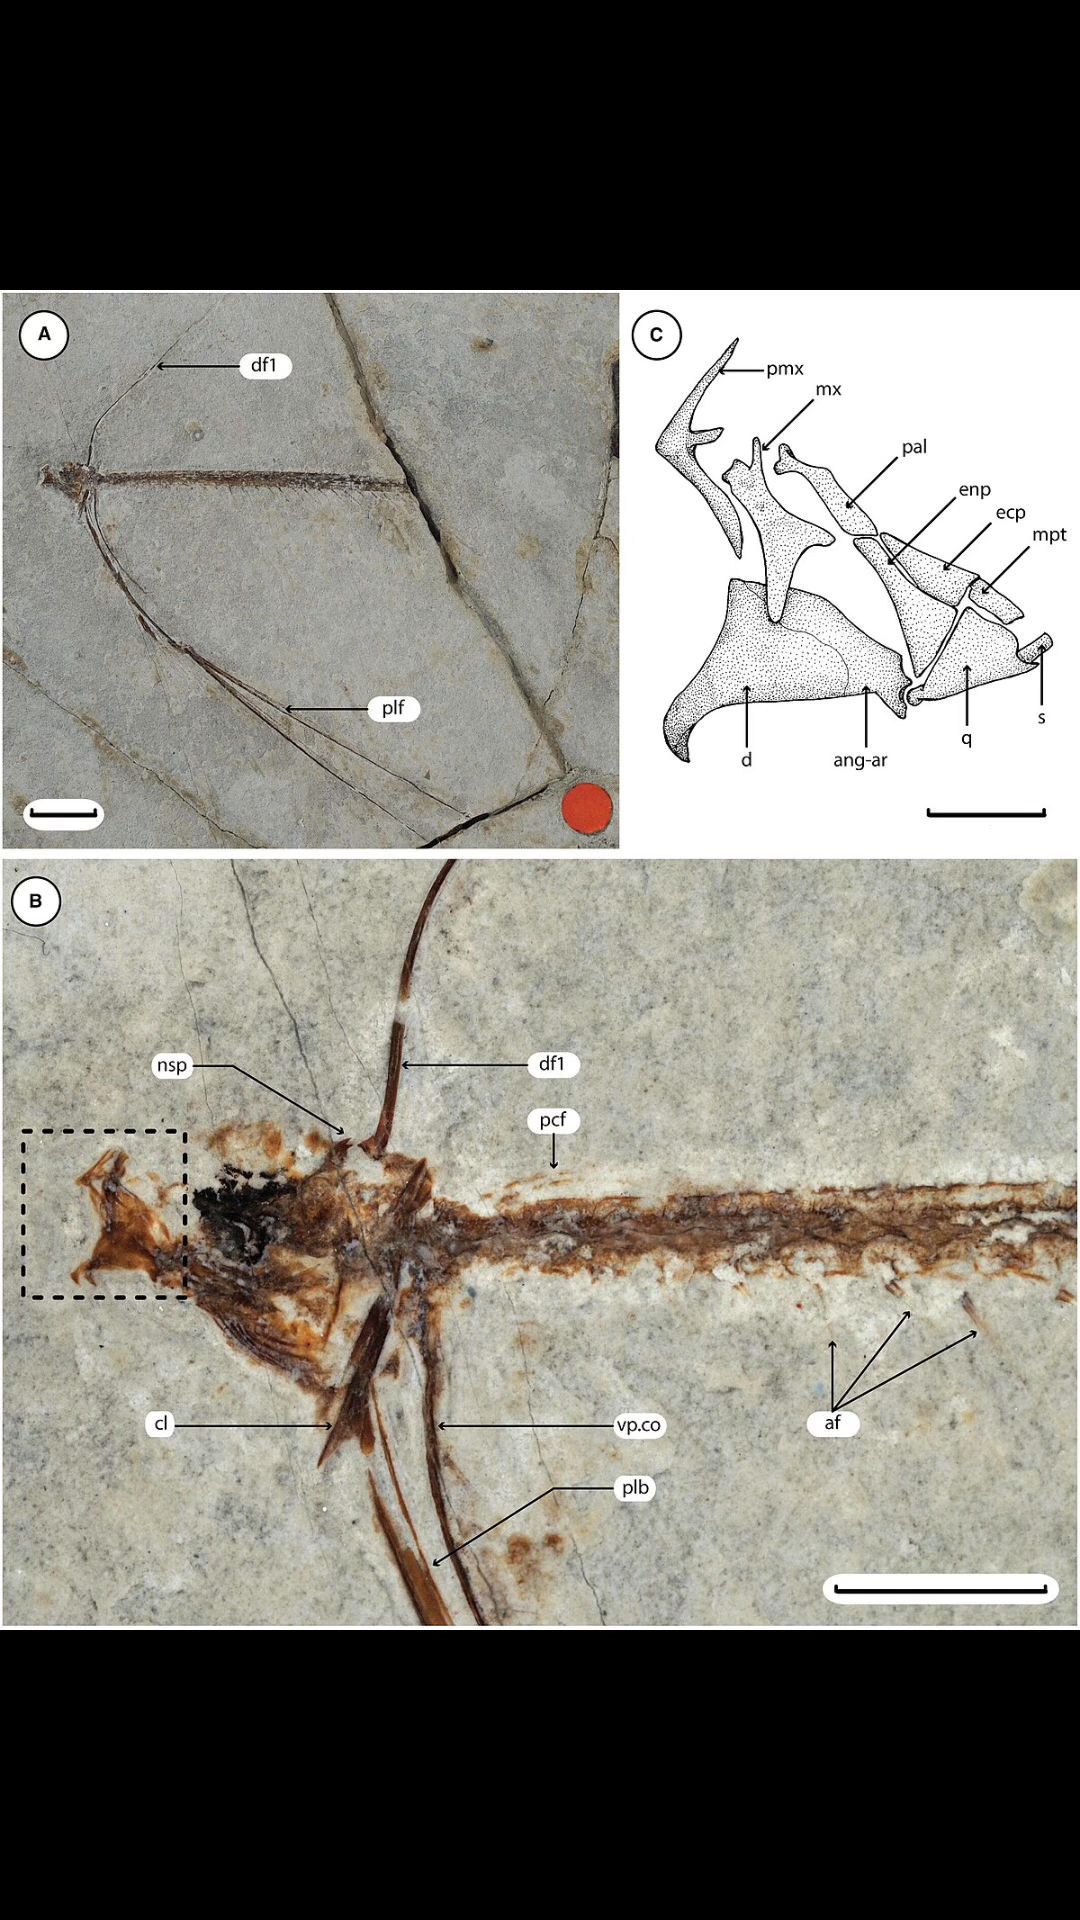 A
df1
plf
C
pmx
mx
pal
enp
ecp
mpt
s
q
d
ang-ar
B
nsp
df1
pcf
cl
vp.co
af
plb